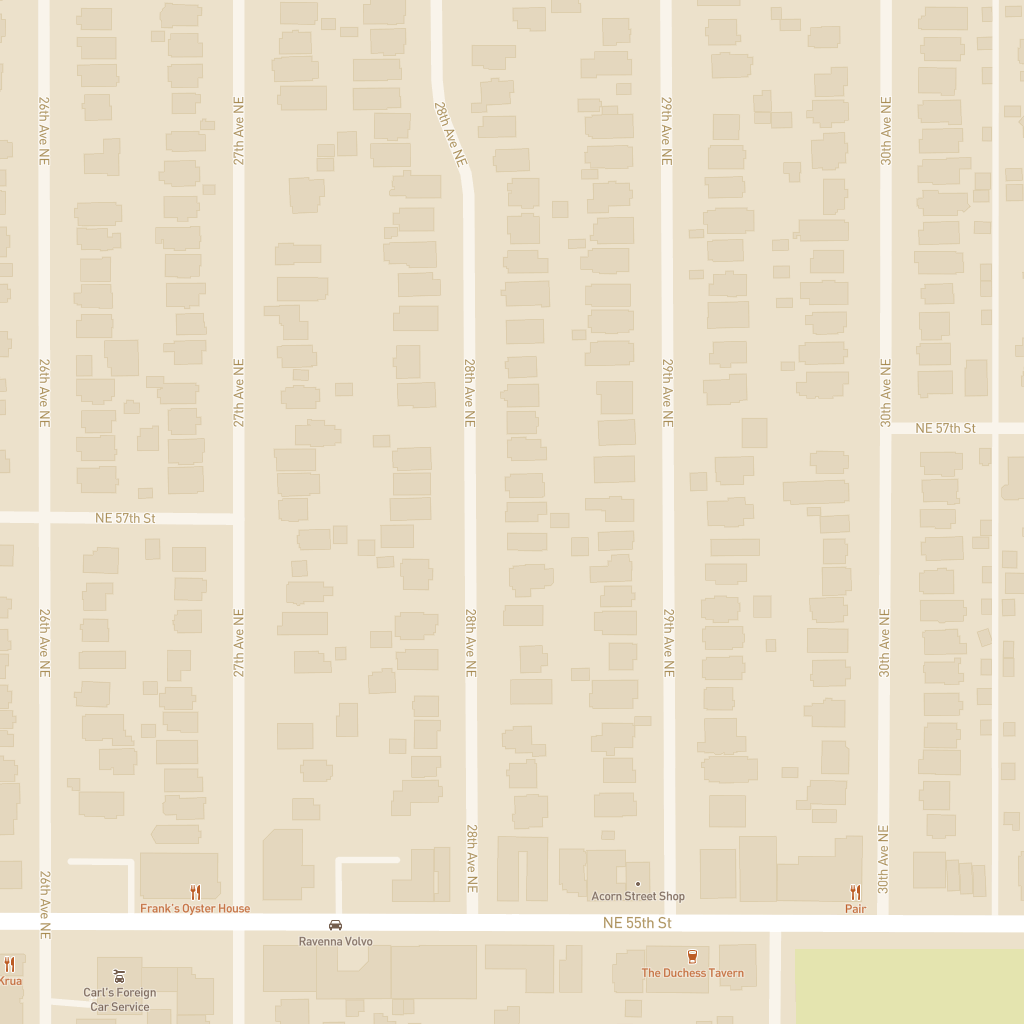 26th Ave NE
27th Ave NE
28th Ave NE
29th Ave NE
30th Ave NE
26th Ave NE
27th Ave NE
28th Ave NE
29th Ave NE
30th Ave NE
NE 57th St
NE 57th St
26th Ave NE
27th Ave NE
28th Ave NE
29th Ave NE
30th Ave NE
28th Ave NE
30th Ave NE
26th Ave NE
Acorn Street Shop
Frank's Oyster House
Pair
NE 55th St
Ravenna Volvo
The Duchess Tavern
Krua
Carl's Foreign
Car Service